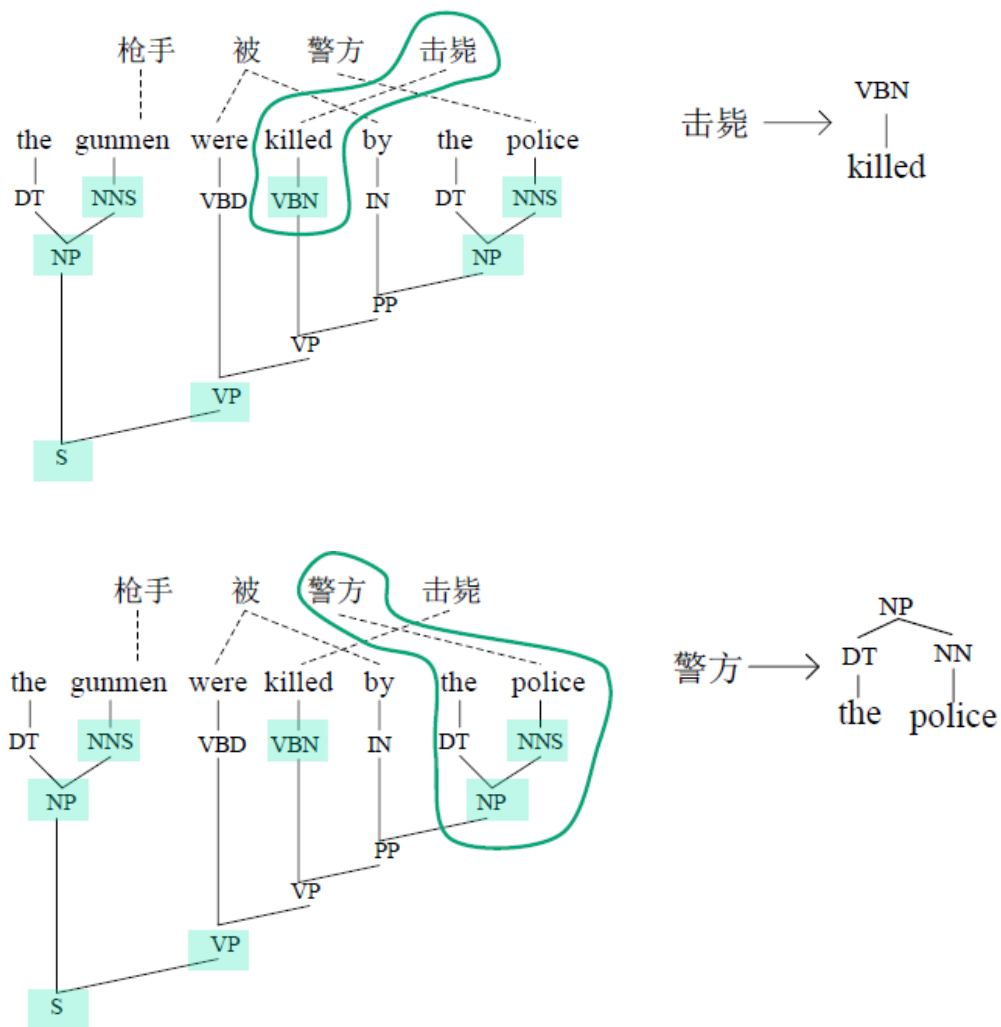 枪手 被 警方 击毙
the gunmen were killed by the police
DT NNS VBD VBN IN DT NNS
NP NP
PP
VP
VP
S
击毙 VBN
killed
枪手 被 警方 击毙
the gunmen were killed by the police
DT NNS VBD VBN IN DT NNS
NP NP
PP
VP
VP
S
警方 NP
DT NN
the police